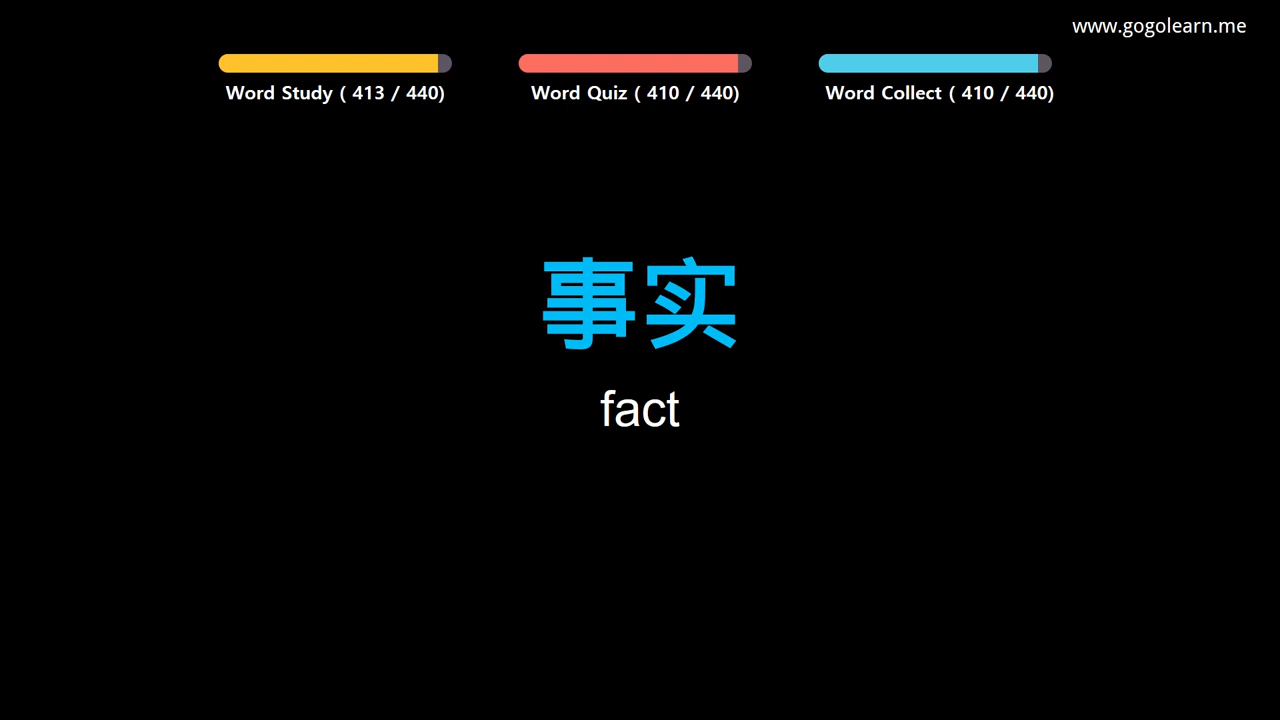 www.gogolearn.me
Word Study ( 413 / 440)
Word Quiz ( 410 / 440)
Word Collect ( 410 / 440)
事实
fact